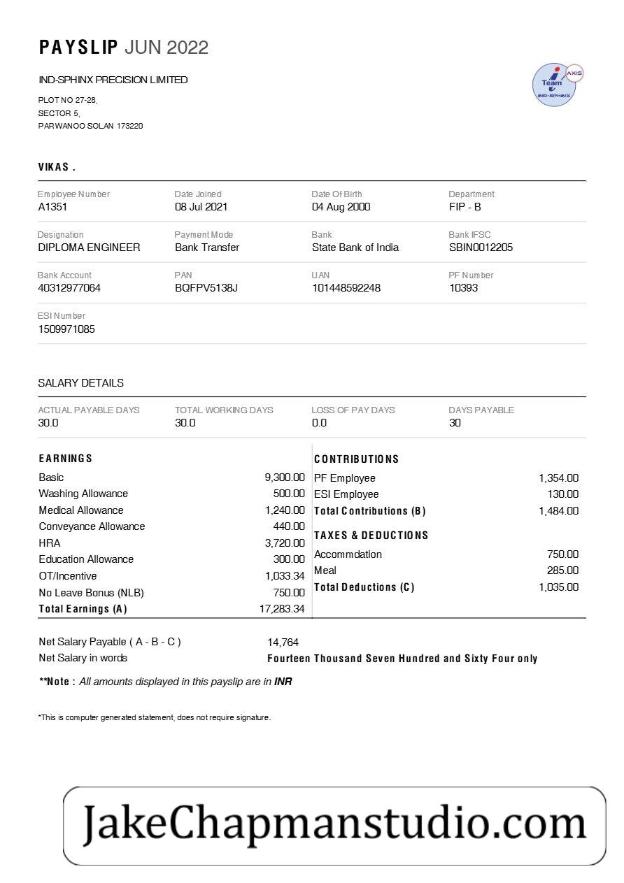 PAYSLIP JUN 2022
IND-SPHINX PRECISION LIMITED
PLOT NO 27-28,
SECTOR 5,
PARWANOO SOLAN 173220
Team
AXIS
IND-SPHINX
VIKAS .
Employee Number Date Joined Date Of Birth Department
A1351 08 Jul 2021 04 Aug 2000 FIP - B
Designation Payment Mode Bank Bank IFSC
DIPLOMA ENGINEER Bank Transfer State Bank of India SBIN0012205
Bank Account PAN UAN PF Number
40312977064 BQFPV5138J 101448592248 10393
ESI Number
1509971085
SALARY DETAILS
ACTUAL PAYABLE DAYS TOTAL WORKING DAYS LOSS OF PAY DAYS DAYS PAYABLE
30.0 30.0 0.0 30
EARNINGS
Basic 9,300.00
Washing Allowance 500.00
Medical Allowance 1,240.00
Conveyance Allowance 440.00
HRA 3,720.00
Education Allowance 300.00
OT/Incentive 1,033.34
No Leave Bonus (NLB) 750.00
Total Earnings (A) 17,283.34
CONTRIBUTIONS
PF Employee 1,354.00
ESI Employee 130.00
Total Contributions (B) 1,484.00
TAXES & DEDUCTIONS
Accommdation 750.00
Meal 285.00
Total Deductions (C) 1,035.00
Net Salary Payable ( A - B - C ) 14,764
Net Salary in words Fourteen Thousand Seven Hundred and Sixty Four only
**Note : All amounts displayed in this payslip are in INR
*This is computer generated statement, does not require signature.
JakeChapmanstudio.com